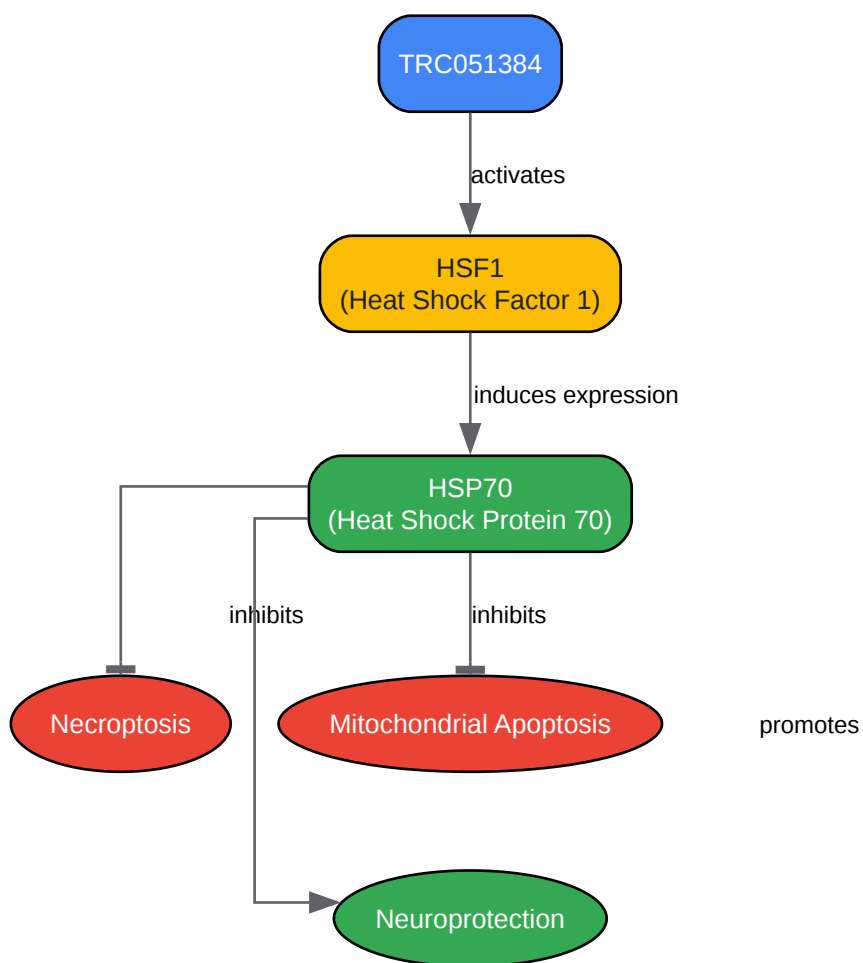 TRC051384
activates
HSF1
(Heat Shock Factor 1)
induces expression
HSP70
(Heat Shock Protein 70)
inhibits
inhibits
Necroptosis
Mitochondrial Apoptosis
promotes
Neuroprotection